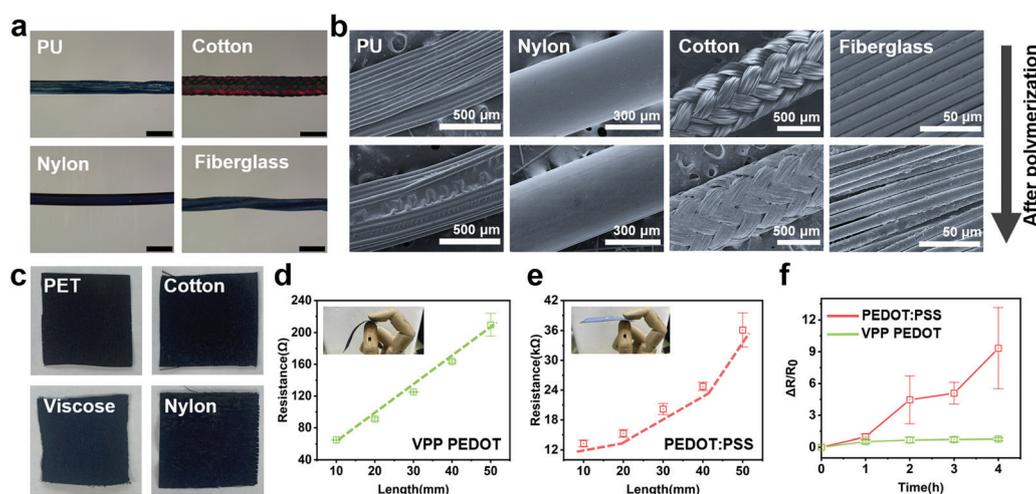 a
PU
Cotton
Nylon
Fiberglass
b
PU
Nylon
Cotton
Fiberglass
500 μm
300 μm
500 μm
50 μm
500 μm
300 μm
500 μm
50 μm
After polymerization
c
PET
Cotton
Viscose
Nylon
d
Resistance(Ω)
240
200
160
120
80
40
10
20
30
40
50
Length(mm)
VPP PEDOT
e
Resistance(kΩ)
42
36
30
24
18
12
10
20
30
40
50
Length(mm)
PEDOT:PSS
f
PEDOT:PSS
VPP PEDOT
ΔR/R0
12
9
6
3
0
0
1
2
3
4
Time(h)